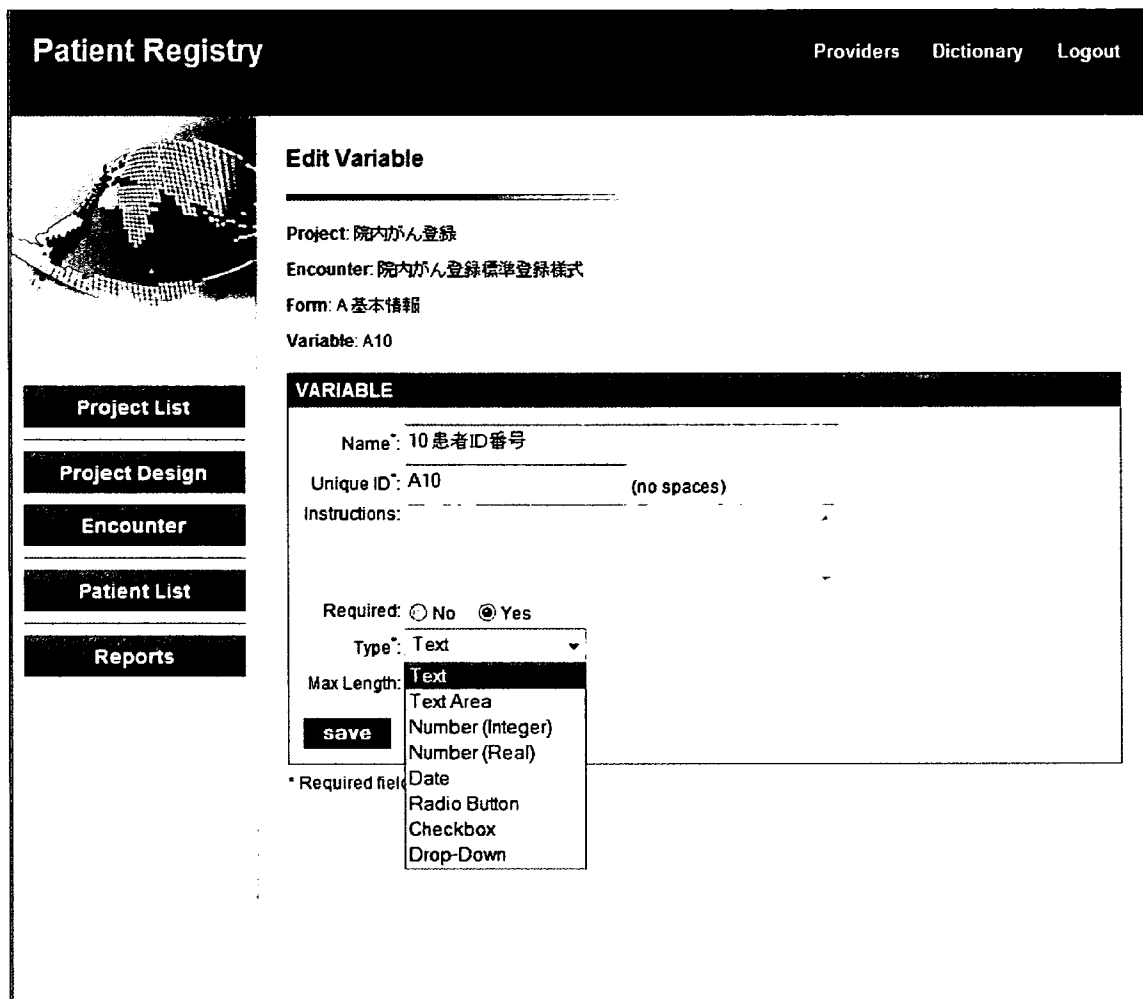 Patient Registry
Providers Dictionary Logout
Edit Variable
Project: 院内がん登録
Encounter: 院内がん登録標準登録様式
Form: A 基本情報
Variable: A10
Project List
Project Design
Encounter
Patient List
Reports
VARIABLE
Name*: 10 患者ID番号
Unique ID*: A10 (no spaces)
Instructions:
Required: No Yes
Type*: Text
Max Length:
Text
Text Area
Number (Integer)
Number (Real)
Date
Radio Button
Checkbox
Drop-Down
save
* Required